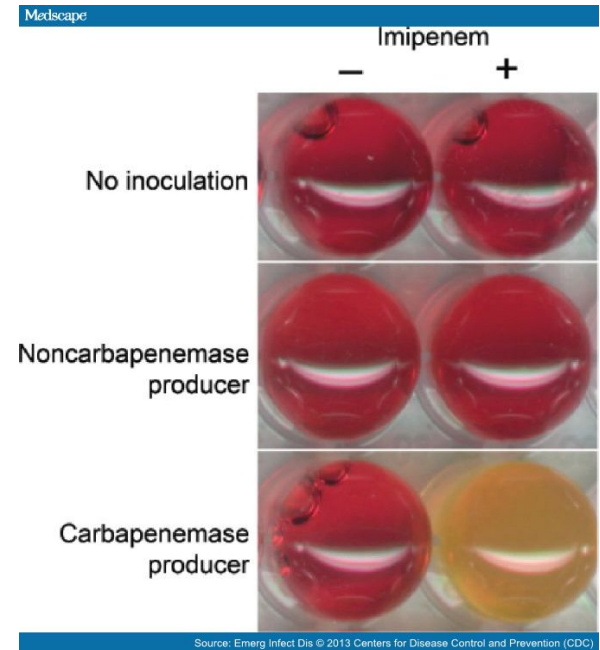 Medscape
Imipenem
– +
No inoculation
Noncarbapenemase
producer
Carbapenemase
producer
Source: Emerg Infect Dis © 2013 Centers for Disease Control and Prevention (CDC)